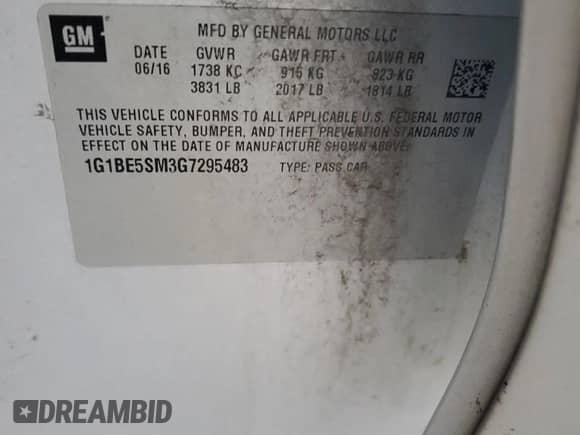 GM
MFD BY GENERAL MOTORS LLC
DATE GVWR GAWR FRT GAWR RR
06/16 1738 KG 915 KG 823 KG
3831 LB 2017 LB 1814 LB
THIS VEHICLE CONFORMS TO ALL APPLICABLE U.S. FEDERAL MOTOR
VEHICLE SAFETY, BUMPER, AND THEFT PREVENTION STANDARDS IN
EFFECT ON THE DATE OF MANUFACTURE SHOWN ABOVE.
1G1BE5SM3G7295483 TYPE: PASS CAR
DREAMBID